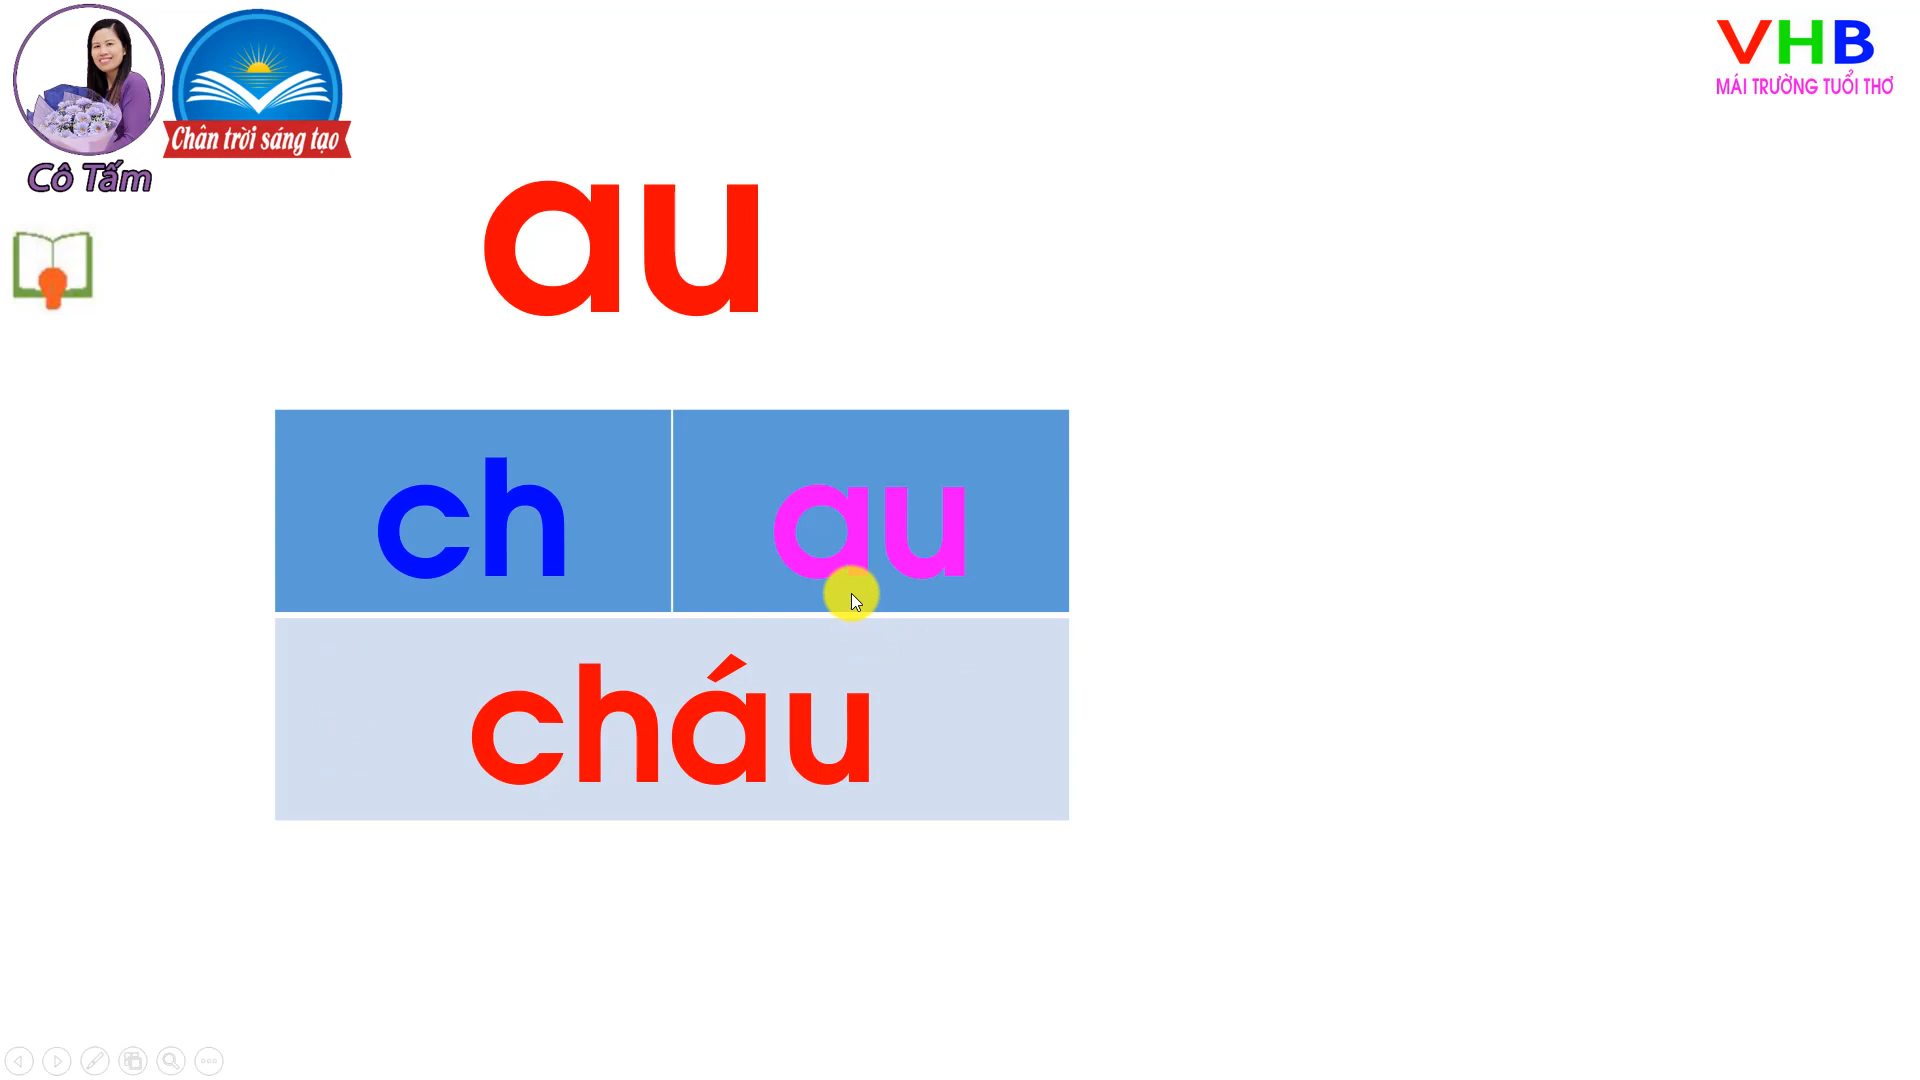 Chân trời sáng tạo
Cô Tấm
VHB
MÁI TRƯỜNG TUỔI THƠ
au
ch au
cháu